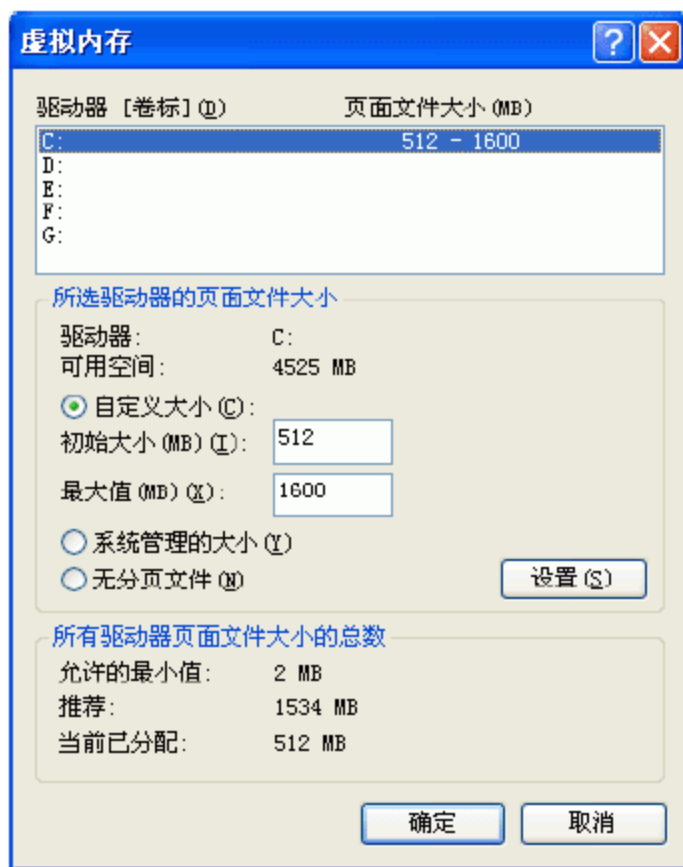 虚拟内存
驱动器 [卷标](D) 页面文件大小(MB)
C: 512 - 1600
D:
E:
F:
G:
所选驱动器的页面文件大小
驱动器: C:
可用空间: 4525 MB
自定义大小(C):
初始大小(MB)(I): 512
最大值(MB)(X): 1600
系统管理的大小(Y)
无分页文件(N) 设置(S)
所有驱动器页面文件大小的总数
允许的最小值: 2 MB
推荐: 1534 MB
当前已分配: 512 MB
确定 取消